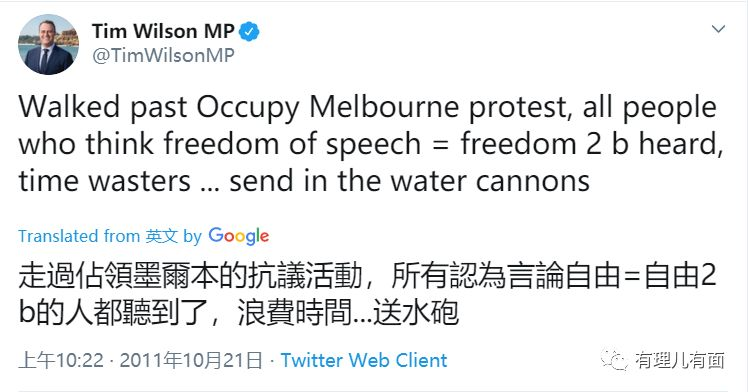 Tim Wilson MP
@TimWilsonMP
Walked past Occupy Melbourne protest, all people
who think freedom of speech = freedom 2 b heard,
time wasters ... send in the water cannons
Translated from 英文 by Google
走過佔領墨爾本的抗議活動，所有認為言論自由=自由2
b的人都聽到了，浪費時間...送水砲
上午10:22 · 2011年10月21日 · Twitter Web Client
有理儿有面